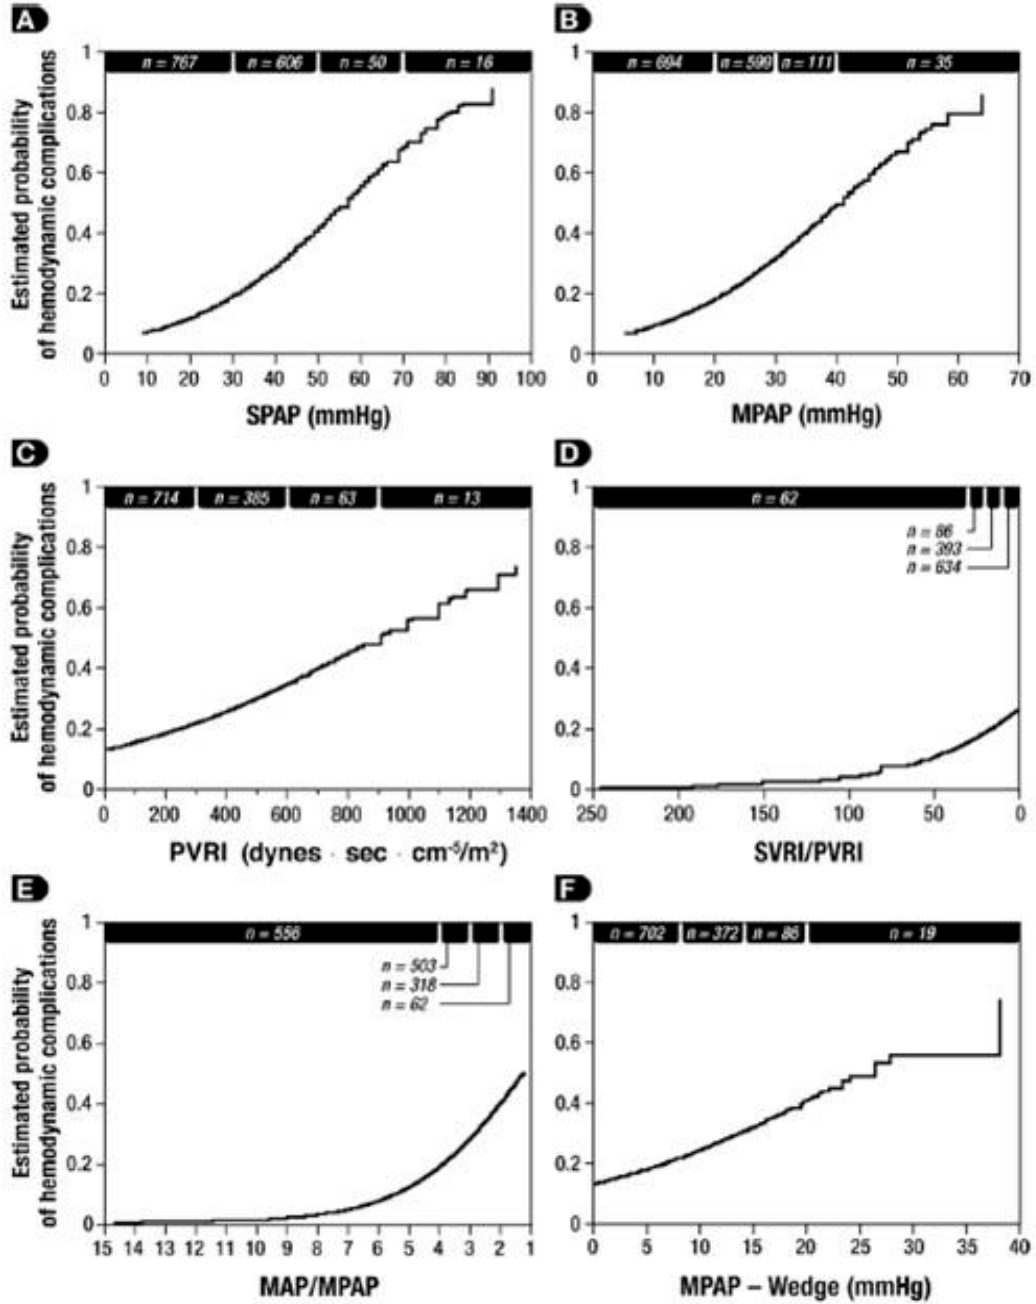 A
Estimated probability
of hemodynamic complications
1
0.8
0.6
0.4
0.2
0
n = 767
n = 606
n = 50
n = 16
0 10 20 30 40 50 60 70 80 90 100
SPAP (mmHg)
B
1
0.8
0.6
0.4
0.2
0
n = 694
n = 599
n = 111
n = 35
0 10 20 30 40 50 60 70
MPAP (mmHg)
C
Estimated probability
of hemodynamic complications
1
0.8
0.6
0.4
0.2
0
n = 714
n = 385
n = 63
n = 13
0 200 400 600 800 1000 1200 1400
PVRI (dynes · sec · cm⁻⁵/m²)
D
1
0.8
0.6
0.4
0.2
0
n = 62
n = 86
n = 393
n = 634
250 200 150 100 50 0
SVRI/PVRI
E
Estimated probability
of hemodynamic complications
1
0.8
0.6
0.4
0.2
0
n = 556
n = 503
n = 318
n = 62
15 14 13 12 11 10 9 8 7 6 5 4 3 2 1
MAP/MPAP
F
1
0.8
0.6
0.4
0.2
0
n = 702
n = 372
n = 86
n = 19
0 5 10 15 20 25 30 35 40
MPAP – Wedge (mmHg)